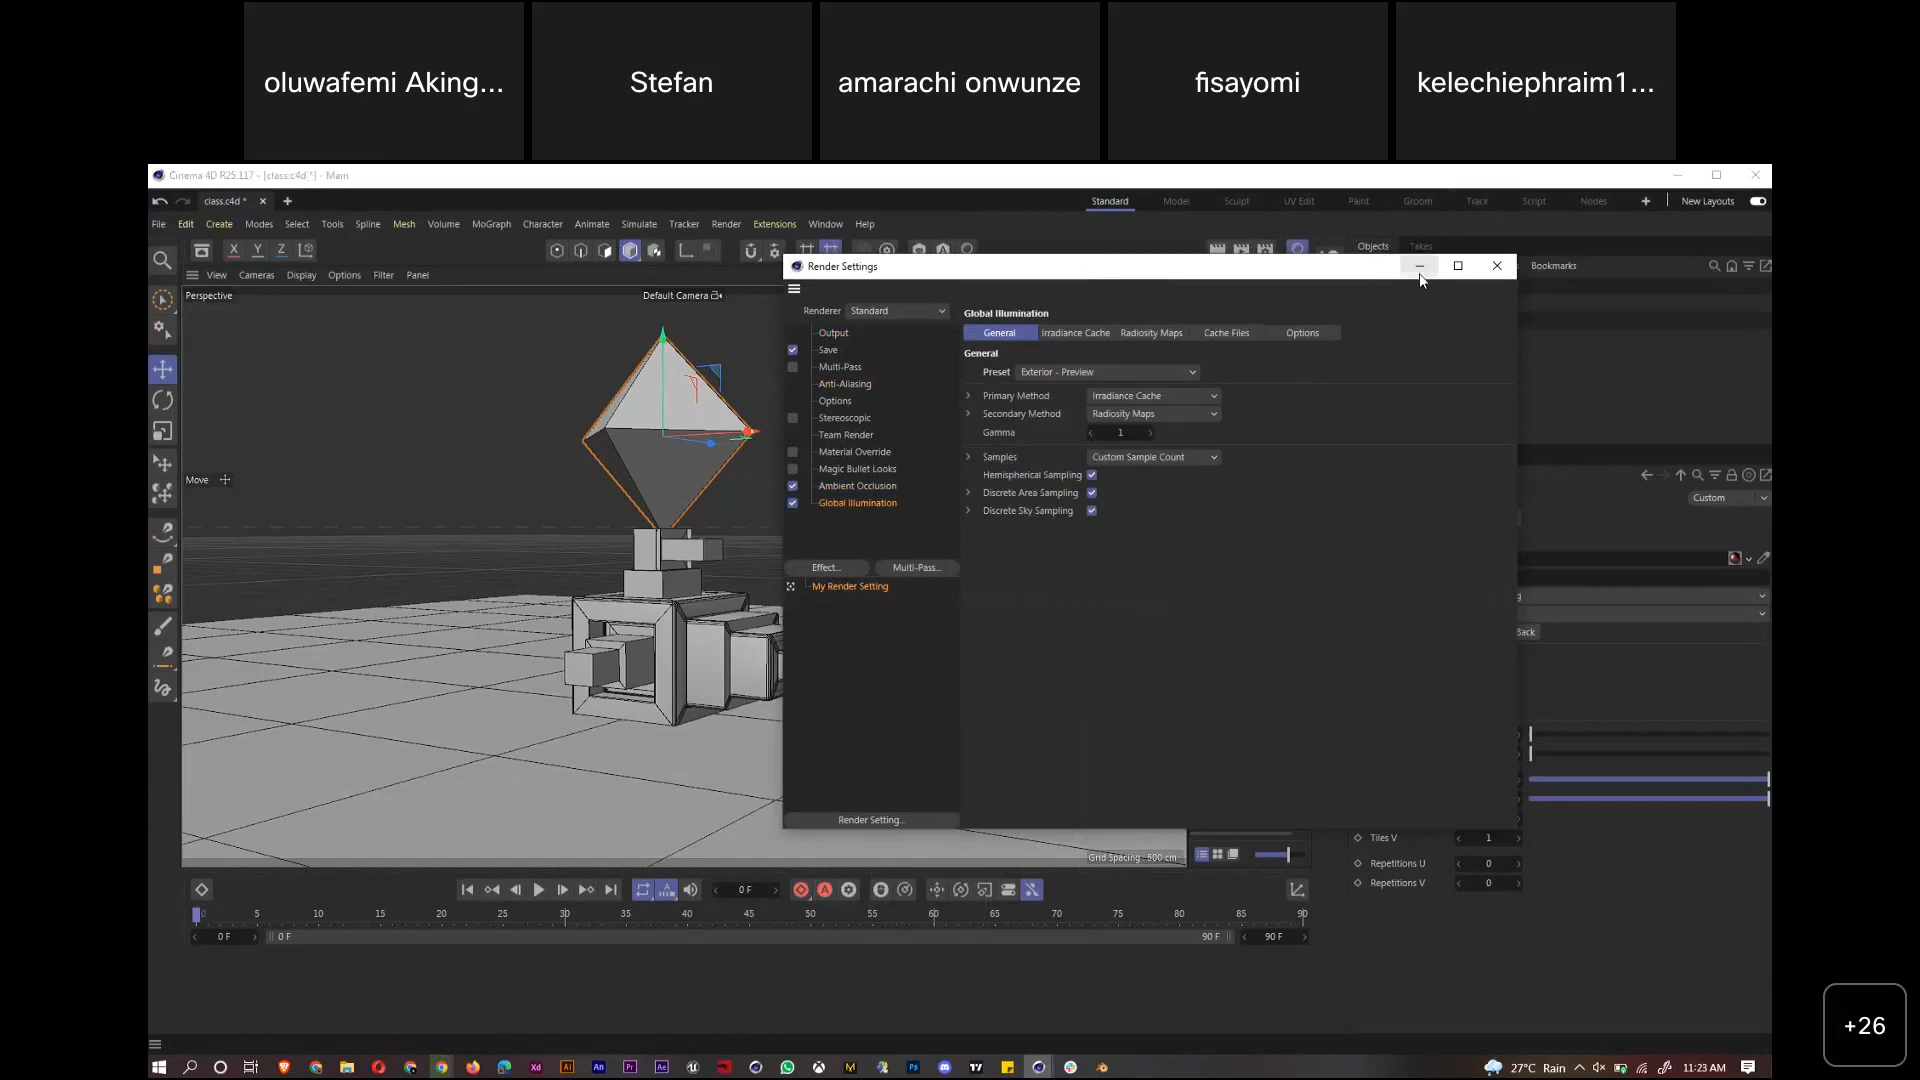 oluwafemi Aking...
Stefan
amarachi onwunze
fisayomi
kelechiephraim1...
Cinema 4D R25.117 - [class.c4d *] - Main
class.c4d *
Standard
Model
Sculpt
UV Edit
Paint
Groom
Track
Script
Nodes
New Layouts
File Edit Create Modes Select Tools Spline Mesh Volume MoGraph Character Animate Simulate Tracker Render Extensions Window Help
X Y Z
Objects
Takes
Bookmarks
View Cameras Display Options Filter Panel
Perspective
Default Camera
Move
Render Settings
Renderer Standard
Output
Save
Multi-Pass
Anti-Aliasing
Options
Stereoscopic
Team Render
Material Override
Magic Bullet Looks
Ambient Occlusion
Global Illumination
Effect...
Multi-Pass...
My Render Setting
Render Setting...
Global Illumination
General
Irradiance Cache
Radiosity Maps
Cache Files
Options
General
Preset Exterior - Preview
Primary Method Irradiance Cache
Secondary Method Radiosity Maps
Gamma 1
Samples Custom Sample Count
Hemispherical Sampling
Discrete Area Sampling
Discrete Sky Sampling
Custom
Back
Tiles V 1
Repetitions U 0
Repetitions V 0
Grid Spacing : 500 cm
0 F
0 5 10 15 20 25 30 35 40 45 50 55 60 65 70 75 80 85 90
0 F
0 F
90 F
90 F
+26
27°C Rain
11:23 AM